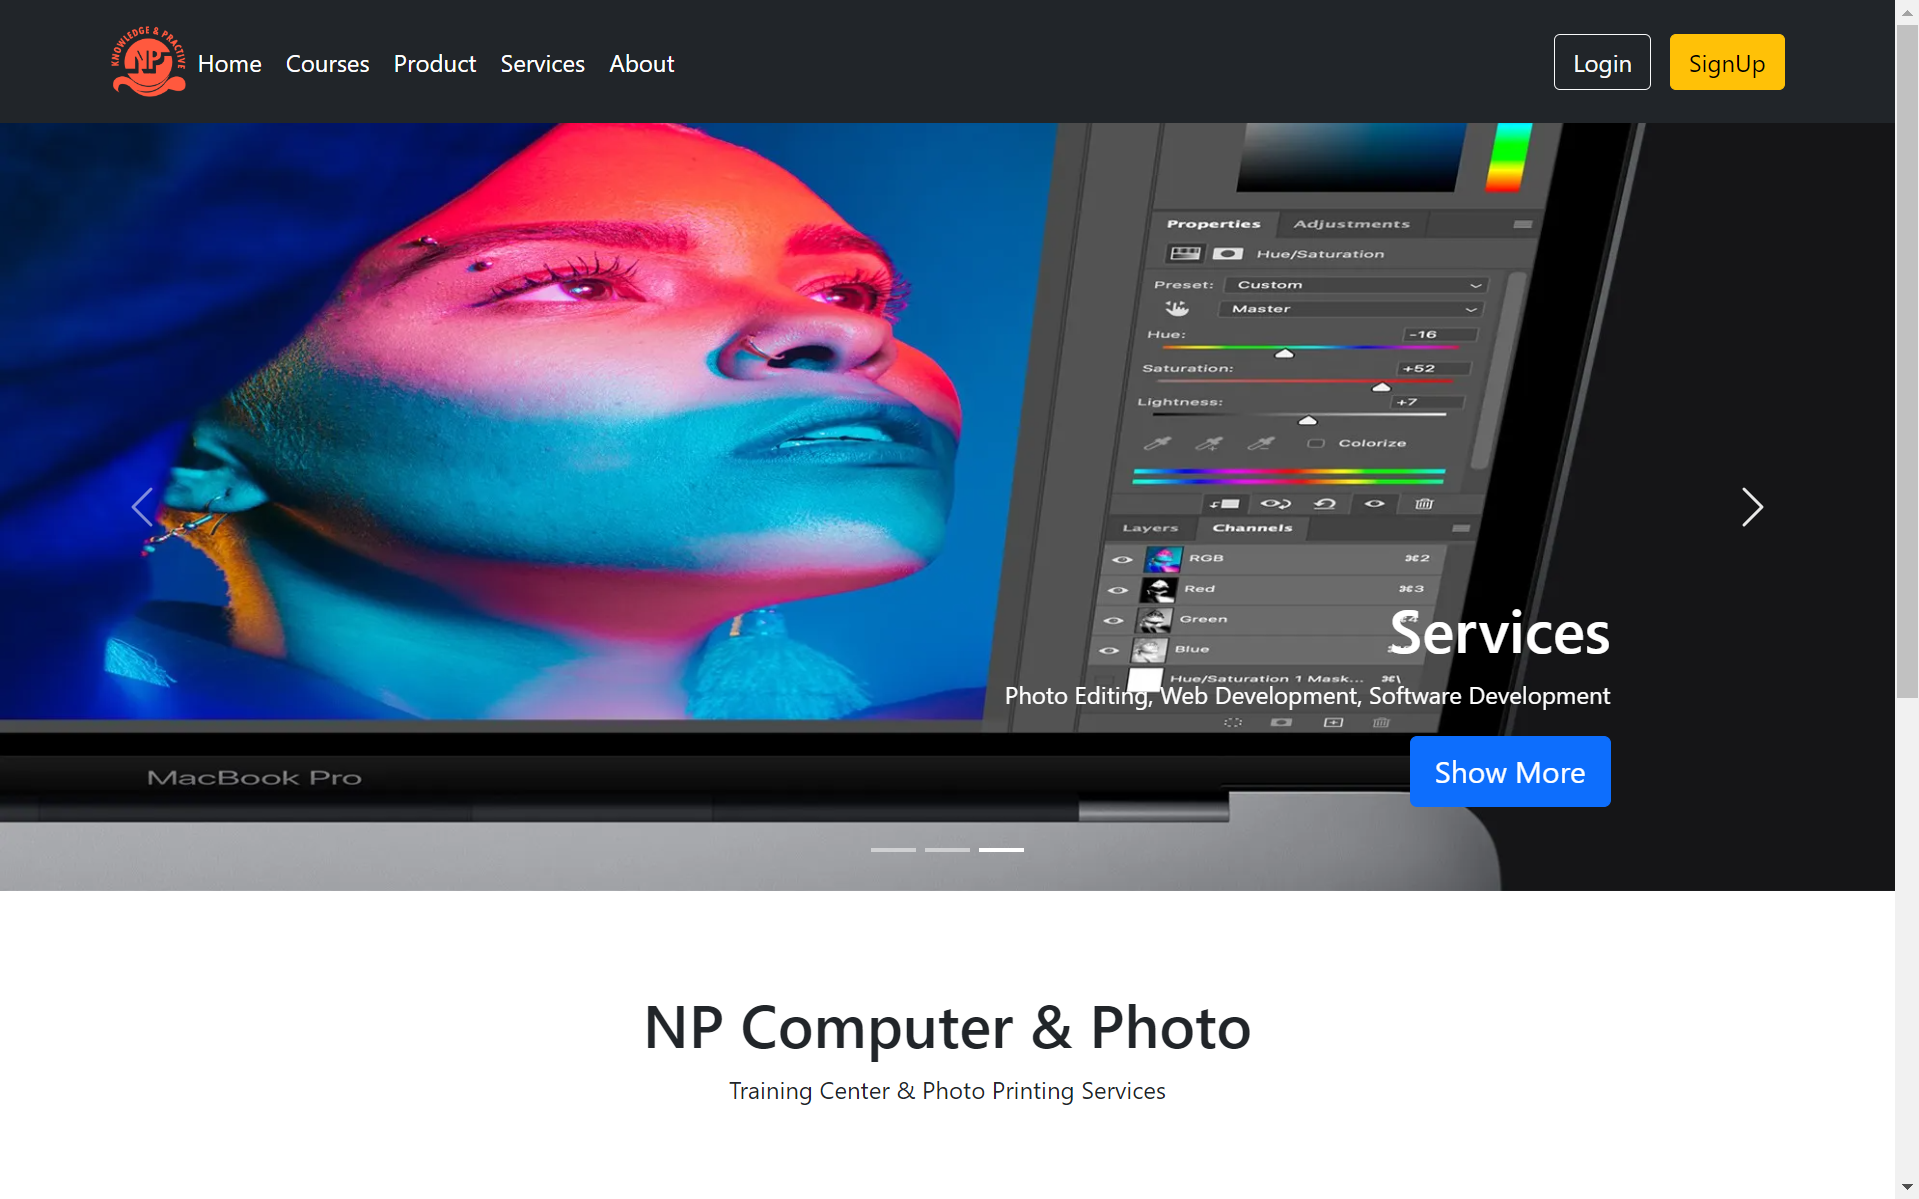 KNOWLEDGE & PRACTIVE
NP
Home
Courses
Product
Services
About
Login
SignUp
Properties
Adjustments
Hue/Saturation
Preset:
Custom
Master
Hue:
-16
Saturation:
+52
Lightness:
+7
Colorize
Layers
Channels
RGB
⌘2
Red
⌘3
Green
Blue
Hue/Saturation 1 Mask...
⌘\
Services
Photo Editing, Web Development, Software Development
Show More
MacBook Pro
NP Computer & Photo
Training Center & Photo Printing Services